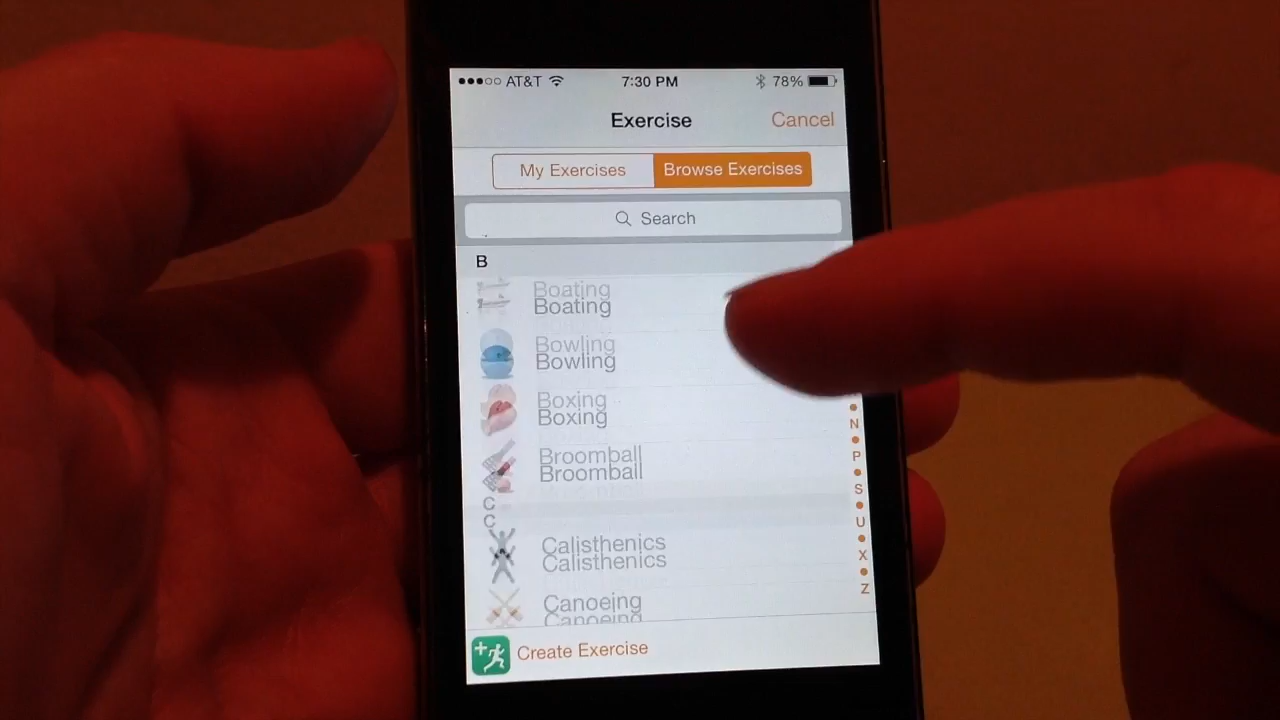 AT&T 7:30 PM 78%
Exercise Cancel
My Exercises Browse Exercises
Search
B
Boating
Boating
Bowling
Bowling
Boxing
Boxing
Broomball
Broomball
C
C
Calisthenics
Calisthenics
Canoeing
Canoeing
N
P
S
U
X
Z
Create Exercise